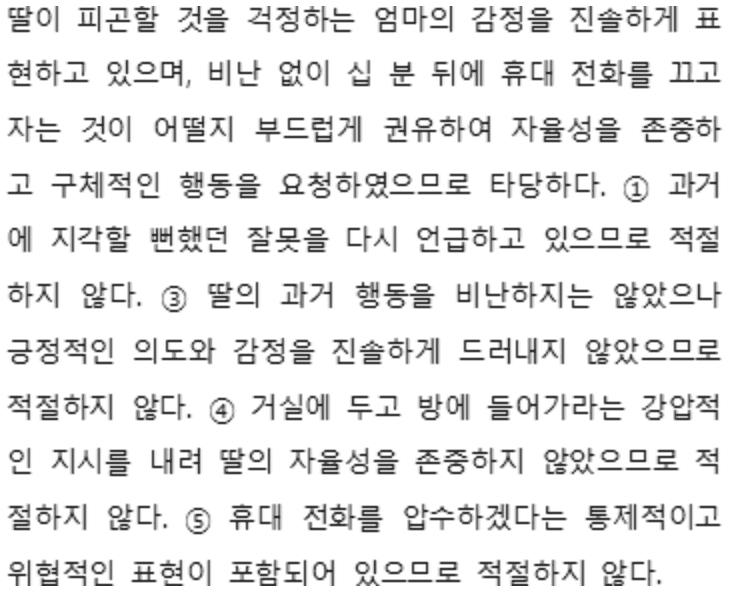 딸이 피곤할 것을 걱정하는 엄마의 감정을 진솔하게 표
현하고 있으며, 비난 없이 십 분 뒤에 휴대 전화를 끄고
자는 것이 어떨지 부드럽게 권유하여 자율성을 존중하
고 구체적인 행동을 요청하였으므로 타당하다. ① 과거
에 지각할 뻔했던 잘못을 다시 언급하고 있으므로 적절
하지 않다. ③ 딸의 과거 행동을 비난하지는 않았으나
긍정적인 의도와 감정을 진솔하게 드러내지 않았으므로
적절하지 않다. ④ 거실에 두고 방에 들어가라는 강압적
인 지시를 내려 딸의 자율성을 존중하지 않았으므로 적
절하지 않다. ⑤ 휴대 전화를 압수하겠다는 통제적이고
위협적인 표현이 포함되어 있으므로 적절하지 않다.